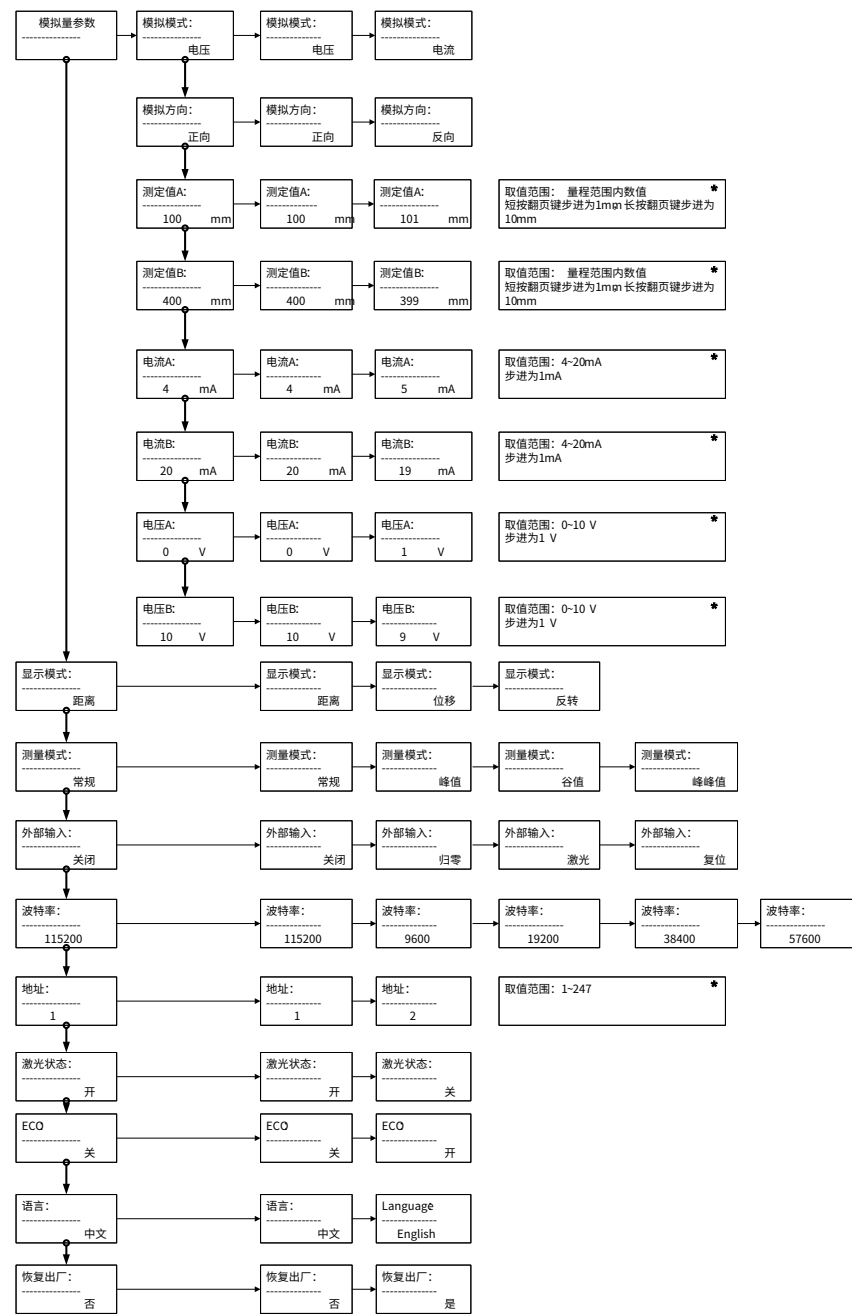 模拟量参数
---------------
模拟模式：
---------------
电压
模拟模式：
--------------
电压
模拟模式：
---------------
电流
模拟方向：
---------------
正向
模拟方向：
--------------
正向
模拟方向：
---------------
反向
测定值A:
---------------
100 mm
测定值A:
-------------
100 mm
测定值A:
---------------
101 mm
取值范围： 量程范围内数值 *
短按翻页键步进为1mm 长按翻页键步进为
10mm
测定值B:
---------------
400 mm
测定值B:
-------------
400 mm
测定值B:
---------------
399 mm
取值范围： 量程范围内数值 *
短按翻页键步进为1mm 长按翻页键步进为
10mm
电流A:
---------------
4 mA
电流A:
--------------
4 mA
电流A:
---------------
5 mA
取值范围：4~20mA *
步进为1mA
电流B:
---------------
20 mA
电流B:
--------------
20 mA
电流B:
---------------
19 mA
取值范围：4~20mA *
步进为1mA
电压A:
---------------
0 V
电压A:
--------------
0 V
电压A:
---------------
1 V
取值范围：0~10 V *
步进为1 V
电压B:
---------------
10 V
电压B:
--------------
10 V
电压B:
---------------
9 V
取值范围：0~10 V *
步进为1 V
显示模式：
---------------
距离
显示模式：
--------------
距离
显示模式：
--------------
位移
显示模式：
---------------
反转
测量模式：
---------------
常规
测量模式：
--------------
常规
测量模式：
--------------
峰值
测量模式：
---------------
谷值
测量模式：
---------------
峰峰值
外部输入：
---------------
关闭
外部输入：
--------------
关闭
外部输入：
--------------
归零
外部输入：
---------------
激光
外部输入：
---------------
复位
波特率：
---------------
115200
波特率：
--------------
115200
波特率：
--------------
9600
波特率：
---------------
19200
波特率：
---------------
38400
波特率：
---------------
57600
地址：
---------------
1
地址：
--------------
1
地址：
--------------
2
取值范围：1~247 *
激光状态：
---------------
开
激光状态：
--------------
开
激光状态：
--------------
关
ECO:
---------------
关
ECO:
--------------
关
ECO:
--------------
开
语言：
---------------
中文
语言：
--------------
中文
Language:
--------------
English
恢复出厂：
---------------
否
恢复出厂：
--------------
否
恢复出厂：
--------------
是